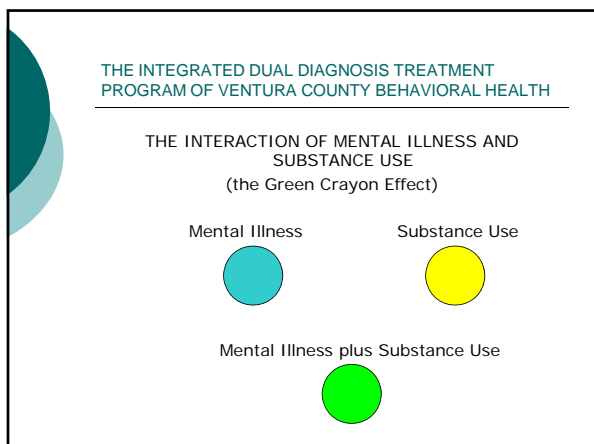 THE INTEGRATED DUAL DIAGNOSIS TREATMENT
PROGRAM OF VENTURA COUNTY BEHAVIORAL HEALTH
THE INTERACTION OF MENTAL ILLNESS AND
SUBSTANCE USE
(the Green Crayon Effect)
Mental Illness
Substance Use
Mental Illness plus Substance Use